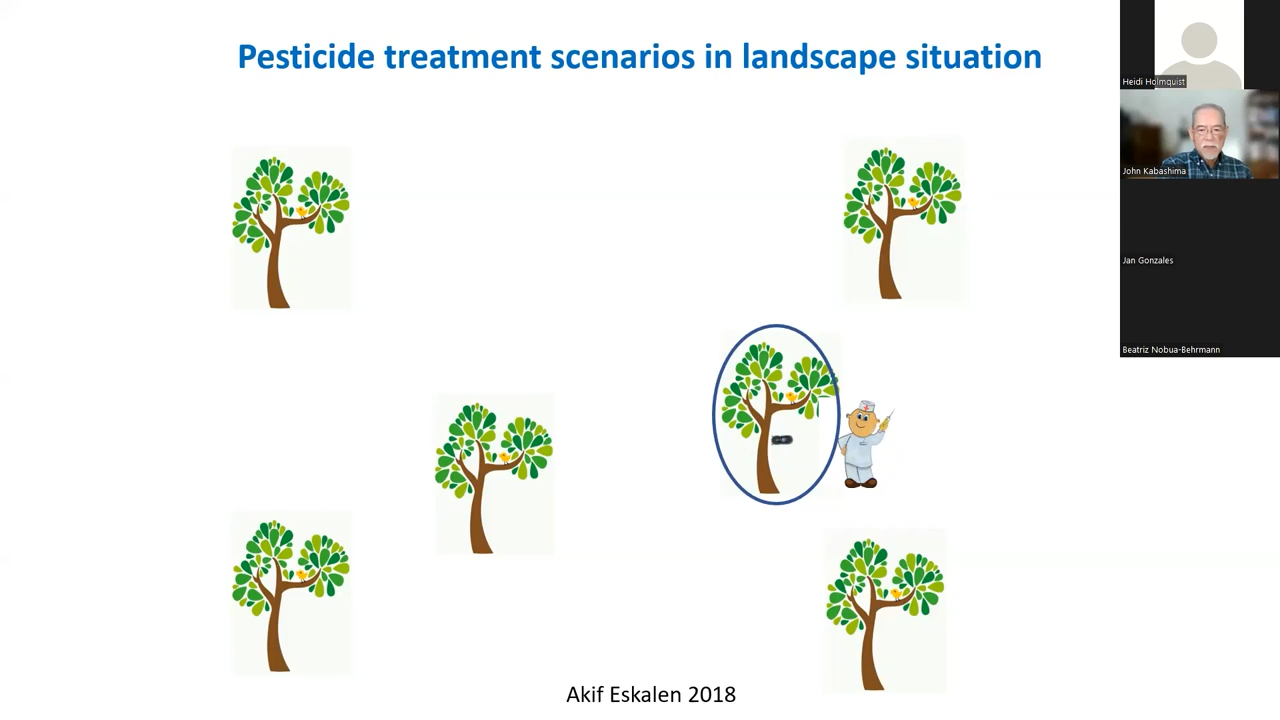 Pesticide treatment scenarios in landscape situation
Heidi Holmquist
John Kabashima
Jan Gonzales
Beatriz Nobua-Behrmann
Akif Eskalen 2018